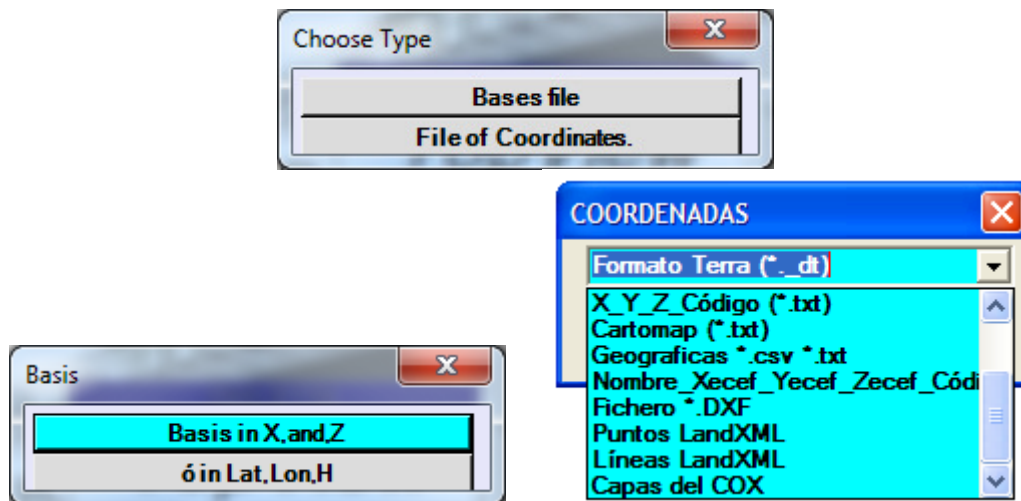 Choose Type
Bases file
File of Coordinates.
COORDENADAS
Formato Terra (*._dt)
X_Y_Z_Código (*.txt)
Cartomap (*.txt)
Geograficas *.csv *.txt
Nombre_Xecef_Yecef_Zecef_Códi
Fichero *.DXF
Puntos LandXML
Líneas LandXML
Capas del COX
Basis
Basis in X,and,Z
ó in Lat,Lon,H